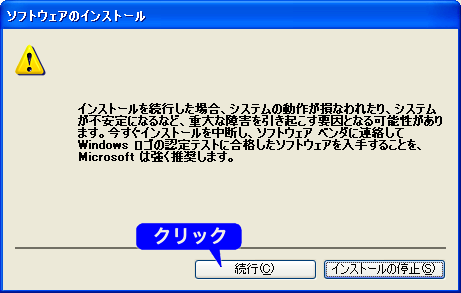 ソフトウェアのインストール
インストールを続行した場合、システムの動作が損なわれたり、システム
が不安定になるなど、重大な障害を引き起こす要因となる可能性があり
ます。今すぐインストールを中断し、ソフトウェア ベンダに連絡して
Windows ロゴの認定テストに合格したソフトウェアを入手することを、
Microsoft は強く推奨します。
クリック
続行(C)
インストールの停止(S)